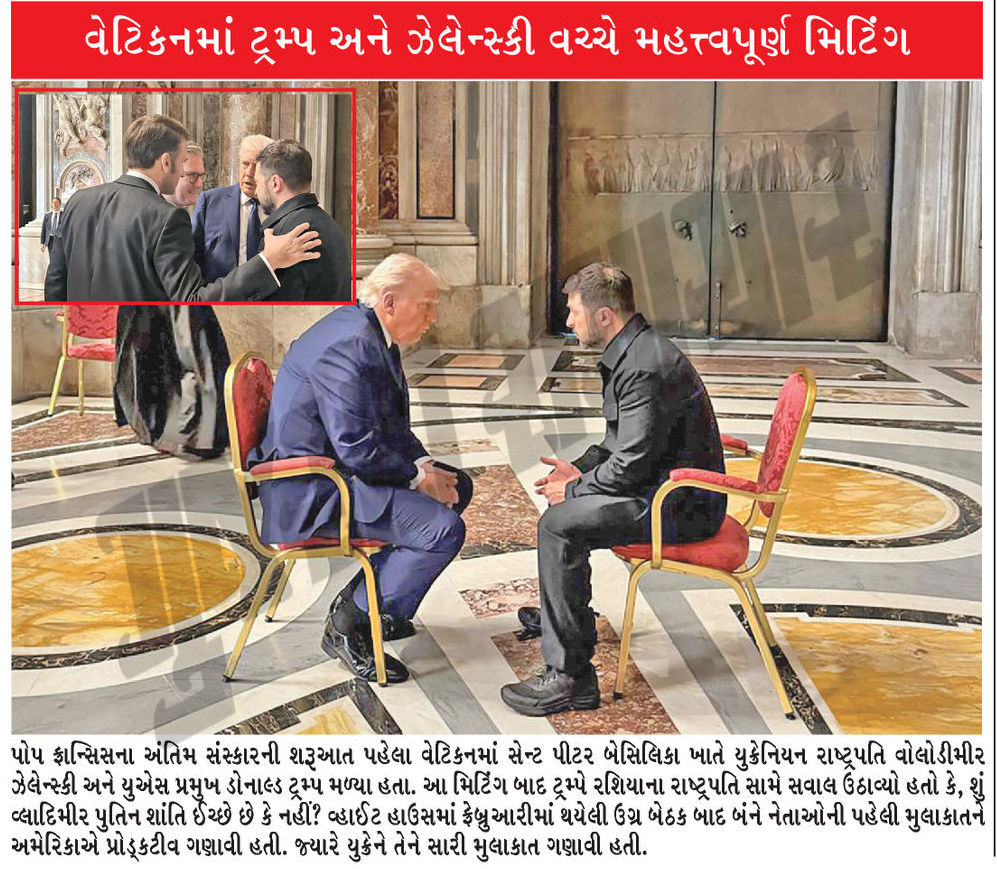 વેટિકનમાં ટ્રમ્પ અને ઝેલેન્સ્કી વચ્ચે મહત્ત્વપૂર્ણ મિટિંગ
પોપ ફ્રાન્સિસના અંતિમ સંસ્કારની શરૂઆત પહેલા વેટિકનમાં સેન્ટ પીટર બેસિલિકા ખાતે યુક્રેનિયન રાષ્ટ્રપતિ વોલોડીમીર
ઝેલેન્સ્કી અને યુએસ પ્રમુખ ડોનાલ્ડ ટ્રમ્પ મળ્યા હતા. આ મિટિંગ બાદ ટ્રમ્પે રશિયાના રાષ્ટ્રપતિ સામે સવાલ ઉઠાવ્યો હતો કે, શું
વ્લાદિમીર પુતિન શાંતિ ઈચ્છે છે કે નહીં? વ્હાઈટ હાઉસમાં ફેબ્રુઆરીમાં થયેલી ઉગ્ર બેઠક બાદ બંને નેતાઓની પહેલી મુલાકાતને
અમેરિકાએ પ્રોડ્કટીવ ગણાવી હતી. જ્યારે યુક્રેને તેને સારી મુલાકાત ગણાવી હતી.